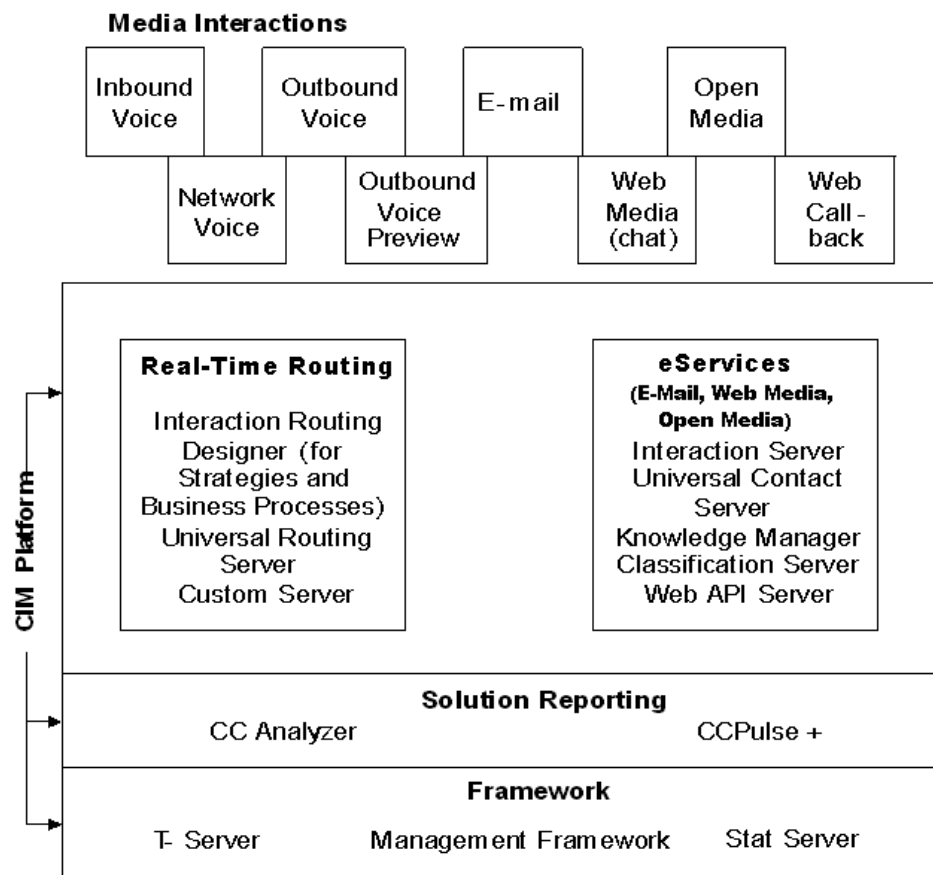 Media Interactions
Inbound
Voice
Outbound
Voice
E-mail
Open
Media
Network
Voice
Outbound
Voice
Preview
Web
Media
(chat)
Web
Call-
back
CIM Platform
Real-Time Routing
Interaction Routing
Designer (for
Strategies and
Business Processes)
Universal Routing
Server
Custom Server
eServices
(E-Mail, Web Media,
Open Media)
Interaction Server
Universal Contact
Server
Knowledge Manager
Classification Server
Web API Server
Solution Reporting
CC Analyzer
CCPulse +
Framework
T- Server
Management Framework
Stat Server